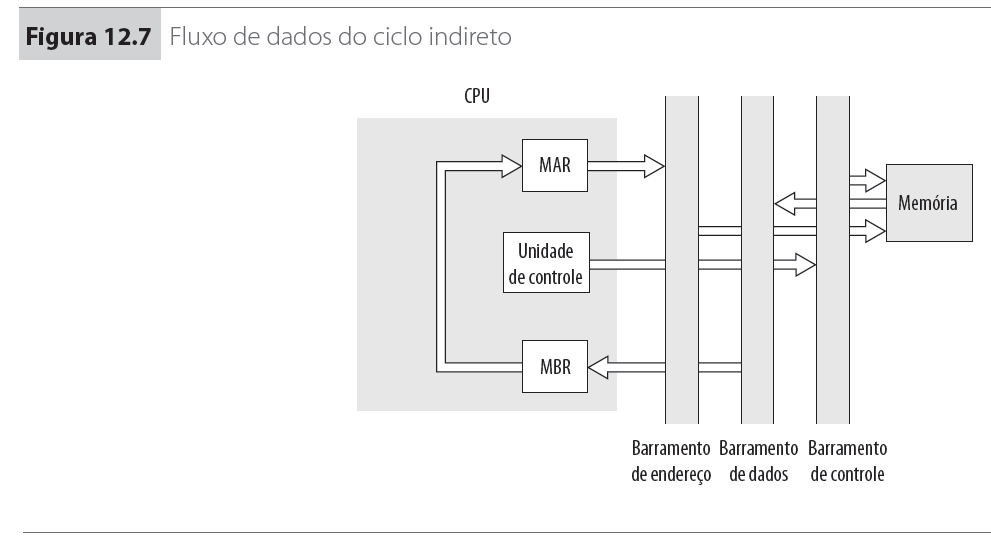 Figura 12.7 Fluxo de dados do ciclo indireto
CPU
MAR
Memória
Unidade
de controle
MBR
Barramento
de endereço
Barramento
de dados
Barramento
de controle